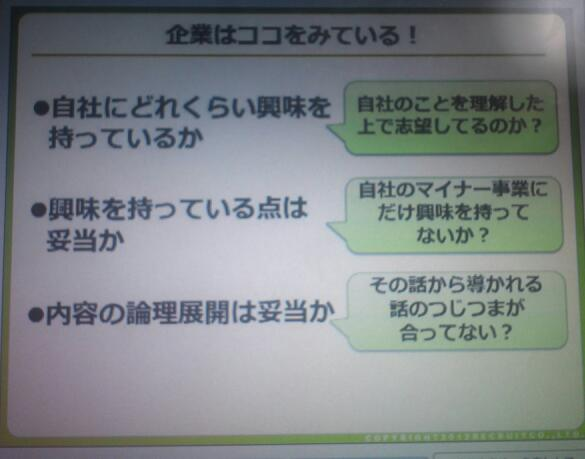 企業はココをみている!
●自社にどれくらい興味を
持っているか
自社のことを理解した
上で志望してるのか?
●興味を持っている点は
妥当か
自社のマイナー事業に
だけ興味を持って
ないか?
●内容の論理展開は妥当か
その話から導かれる
話のつじつまが
合ってない?
COPYRIGHT2012RECRUITCO.,LTD.